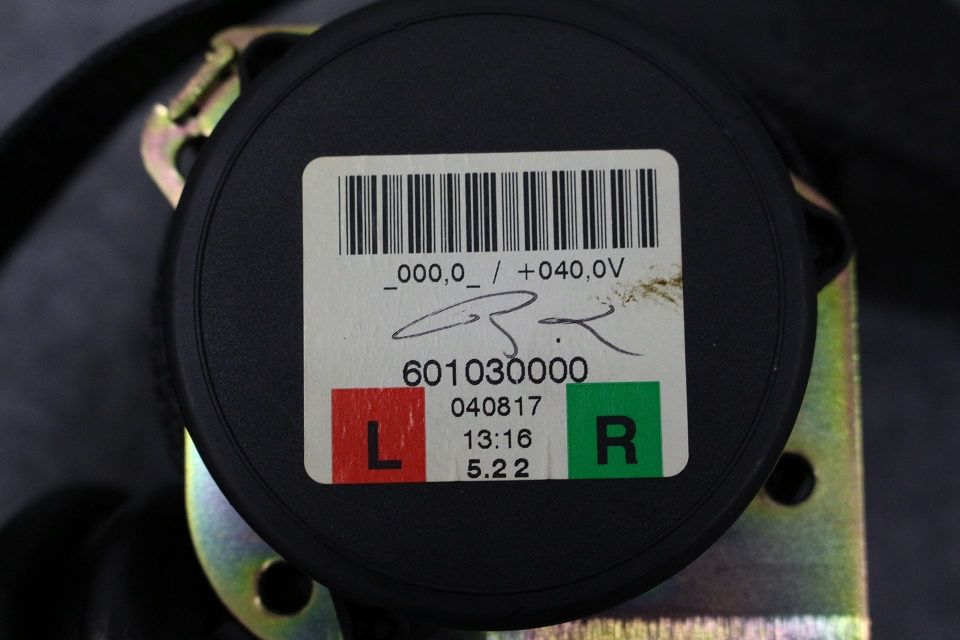 _000,0_ / +040,0V
601030000
040817
L
13:16
R
5.22